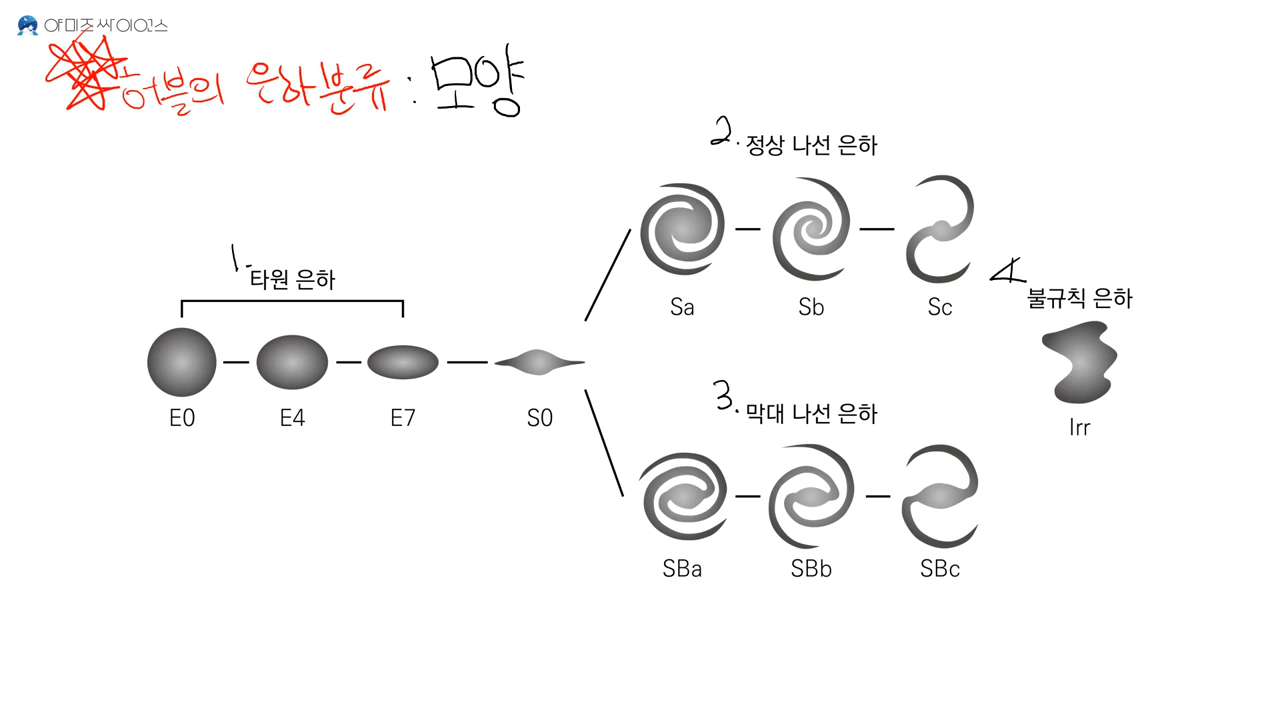 야미즈 싸이언스
허블의 은하분류 : 모양
2. 정상 나선 은하
Sa Sb Sc
1. 타원 은하
4. 불규칙 은하
E0 E4 E7 S0
Irr
3. 막대 나선 은하
SBa SBb SBc